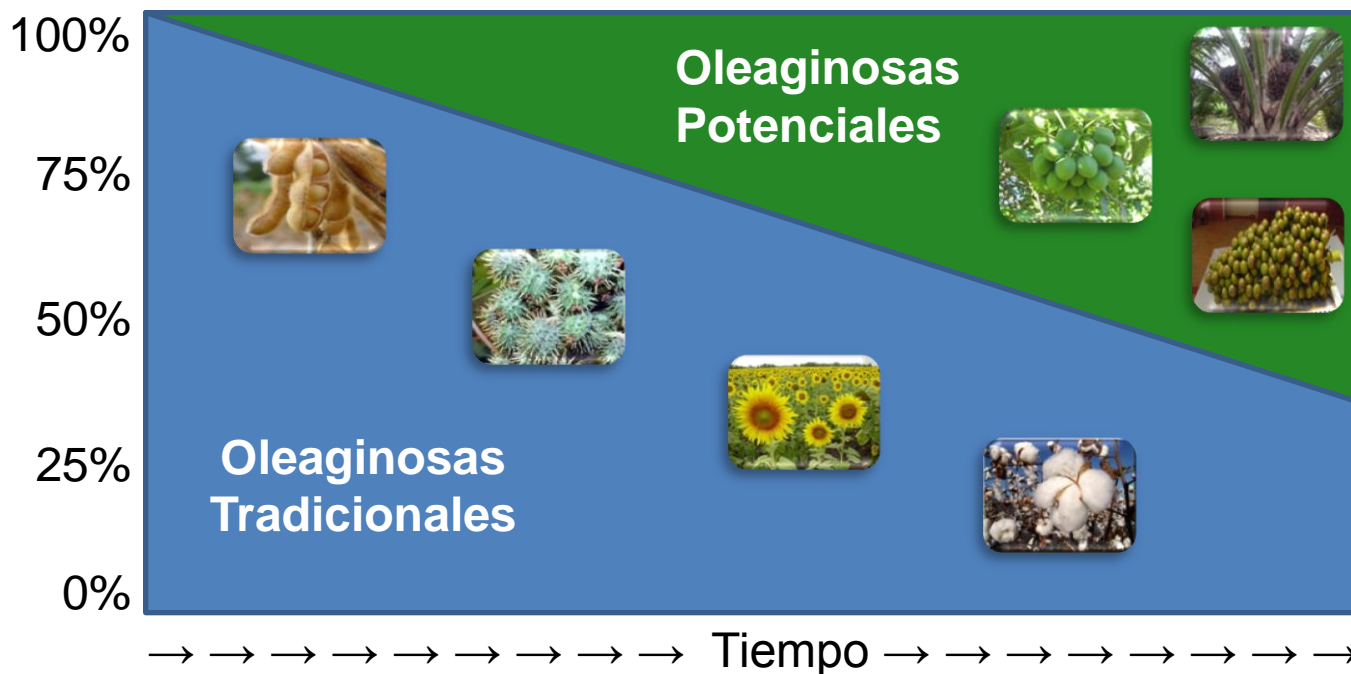 100%
75%
50%
25%
0%
Oleaginosas
Potenciales
Oleaginosas
Tradicionales
→ → → → → → → → → Tiempo → → → → → → → →